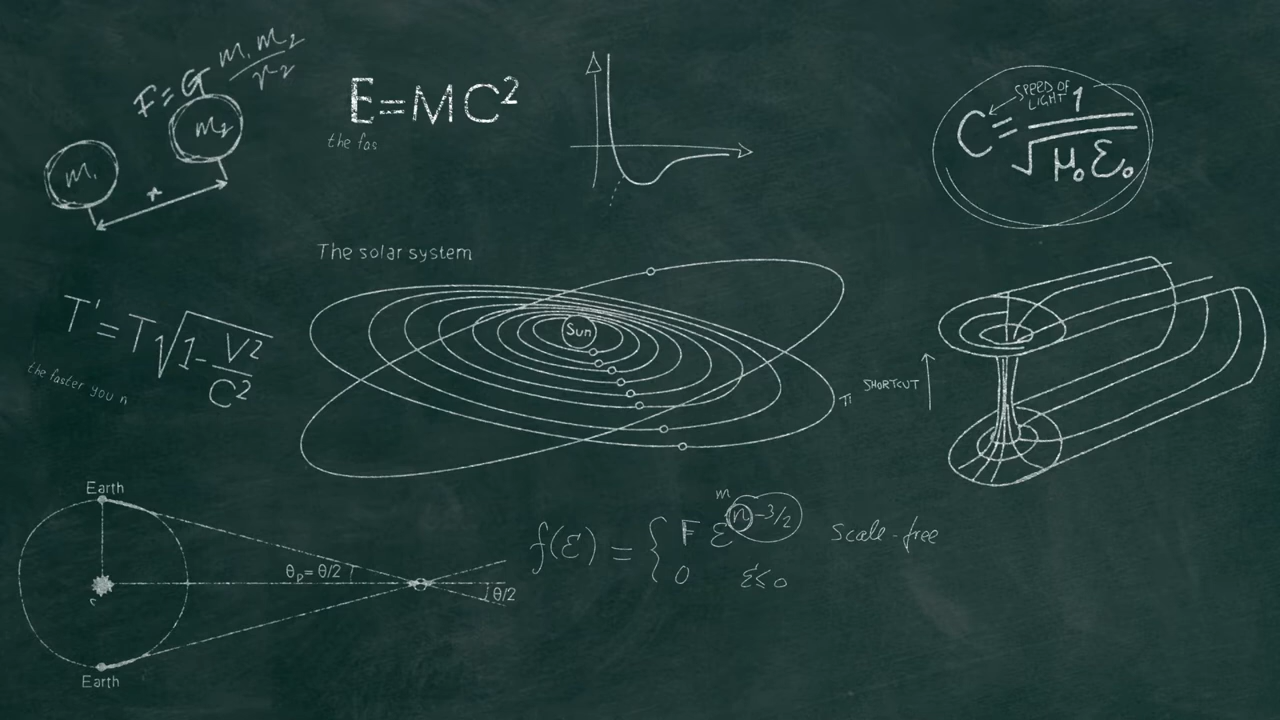 F=G m₁m₂/r²
m₁
m₂
r
E=MC²
the fas
SPEED OF
LIGHT
C=1/√μ₀ε₀
The solar system
Sun
T'=T√1-V²/C²
the faster you n
Ti
SHORTCUT
Earth
θp=θ/2
θ/2
Earth
m
f(ε) = { F ε^n-3/2 scale-free
0 ε≤0